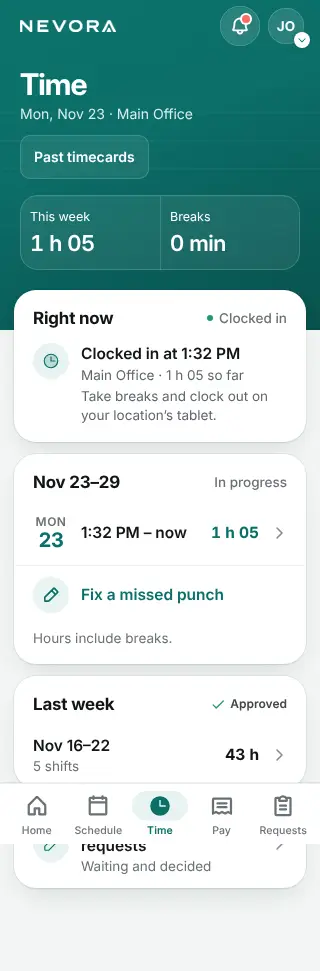 NEVORA
JO
Time
Mon, Nov 23 · Main Office
Past timecards
This week
1 h 05
Breaks
0 min
Right now
Clocked in
Clocked in at 1:32 PM
Main Office · 1 h 05 so far
Take breaks and clock out on
your location's tablet.
Nov 23–29
In progress
MON
23
1:32 PM – now
1 h 05
Fix a missed punch
Hours include breaks.
Last week
Approved
Nov 16–22
5 shifts
43 h
Home
Schedule
Time
Pay
Requests
requests
Waiting and decided